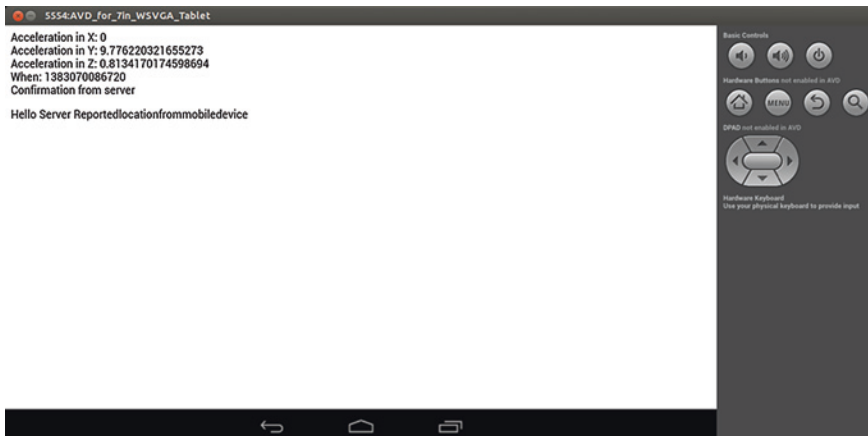 5554:AVD_for_7in_WSVGA_Tablet
Acceleration in X: 0
Acceleration in Y: 9.776220321655273
Acceleration in Z: 0.8134170174598694
When: 1383070086720
Confirmation from server
Hello Server Reportedlocationfrommobiledevice
Basic Controls
Hardware Buttons not enabled in AVD
MENU
DPAD not enabled in AVD
Hardware Keyboard
Use your physical keyboard to provide input